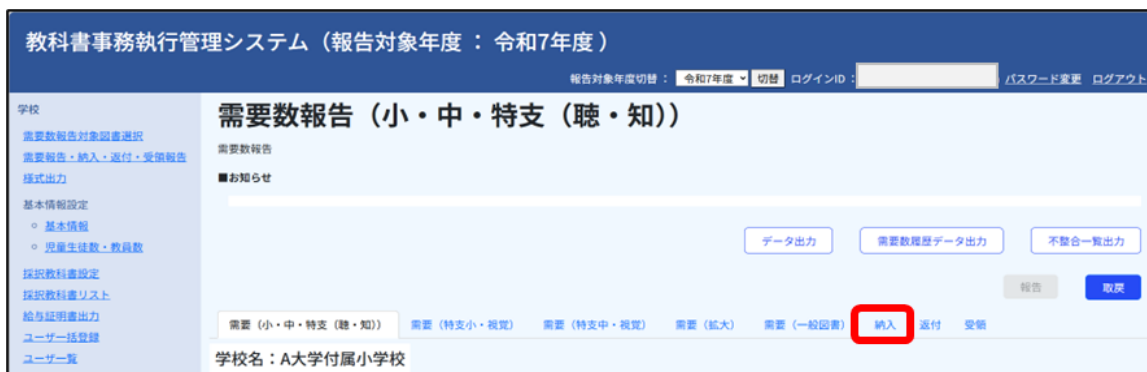 教科書事務執行管理システム（報告対象年度 ： 令和7年度 ）
報告対象年度切替 ： 令和7年度 切替 ログインID ： パスワード変更 ログアウト
学校
需要数報告対象図書選択
需要報告・納入・返付・受領報告
様式出力
基本情報設定
基本情報
児童生徒数・教員数
採択教科書設定
採択教科書リスト
給与証明書出力
ユーザー括登録
ユーザー覧
需要数報告（小・中・特支（聴・知））
需要数報告
■お知らせ
データ出力 需要数履歴データ出力 不整合一覧出力
報告 取戻
需要（小・中・特支（聴・知）） 需要（特支小・視覚） 需要（特支中・視覚） 需要（拡大） 需要（一般図書） 納入 返付 受領
学校名：A大学付属小学校